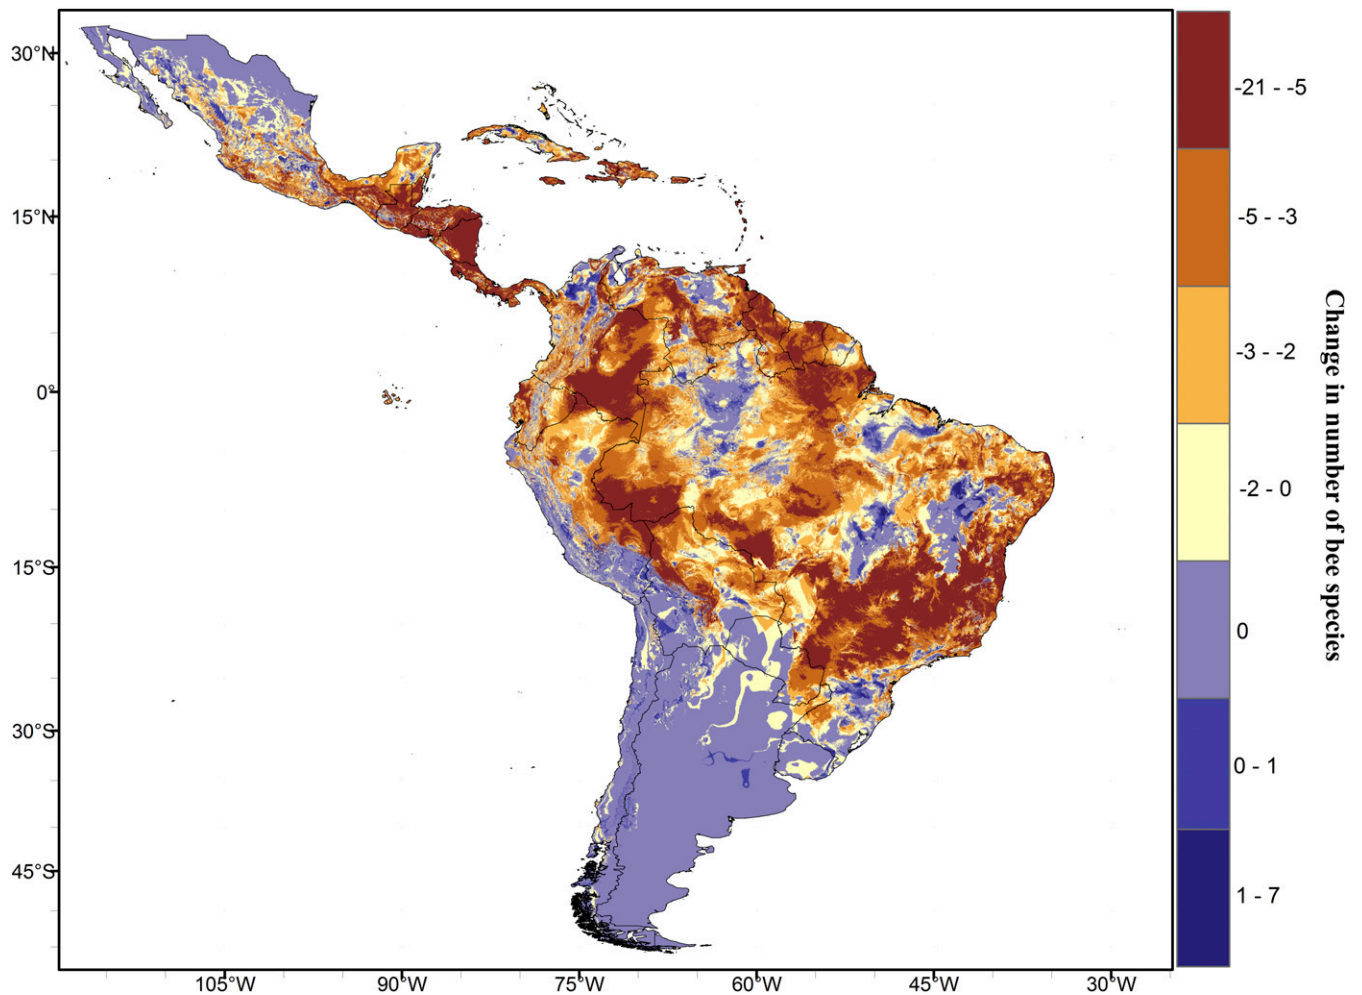 30°N
15°N
0°
15°S
30°S
45°S
105°W
90°W
75°W
60°W
45°W
30°W
-21 - -5
-5 - -3
-3 - -2
-2 - 0
0
0 - 1
1 - 7
Change in number of bee species